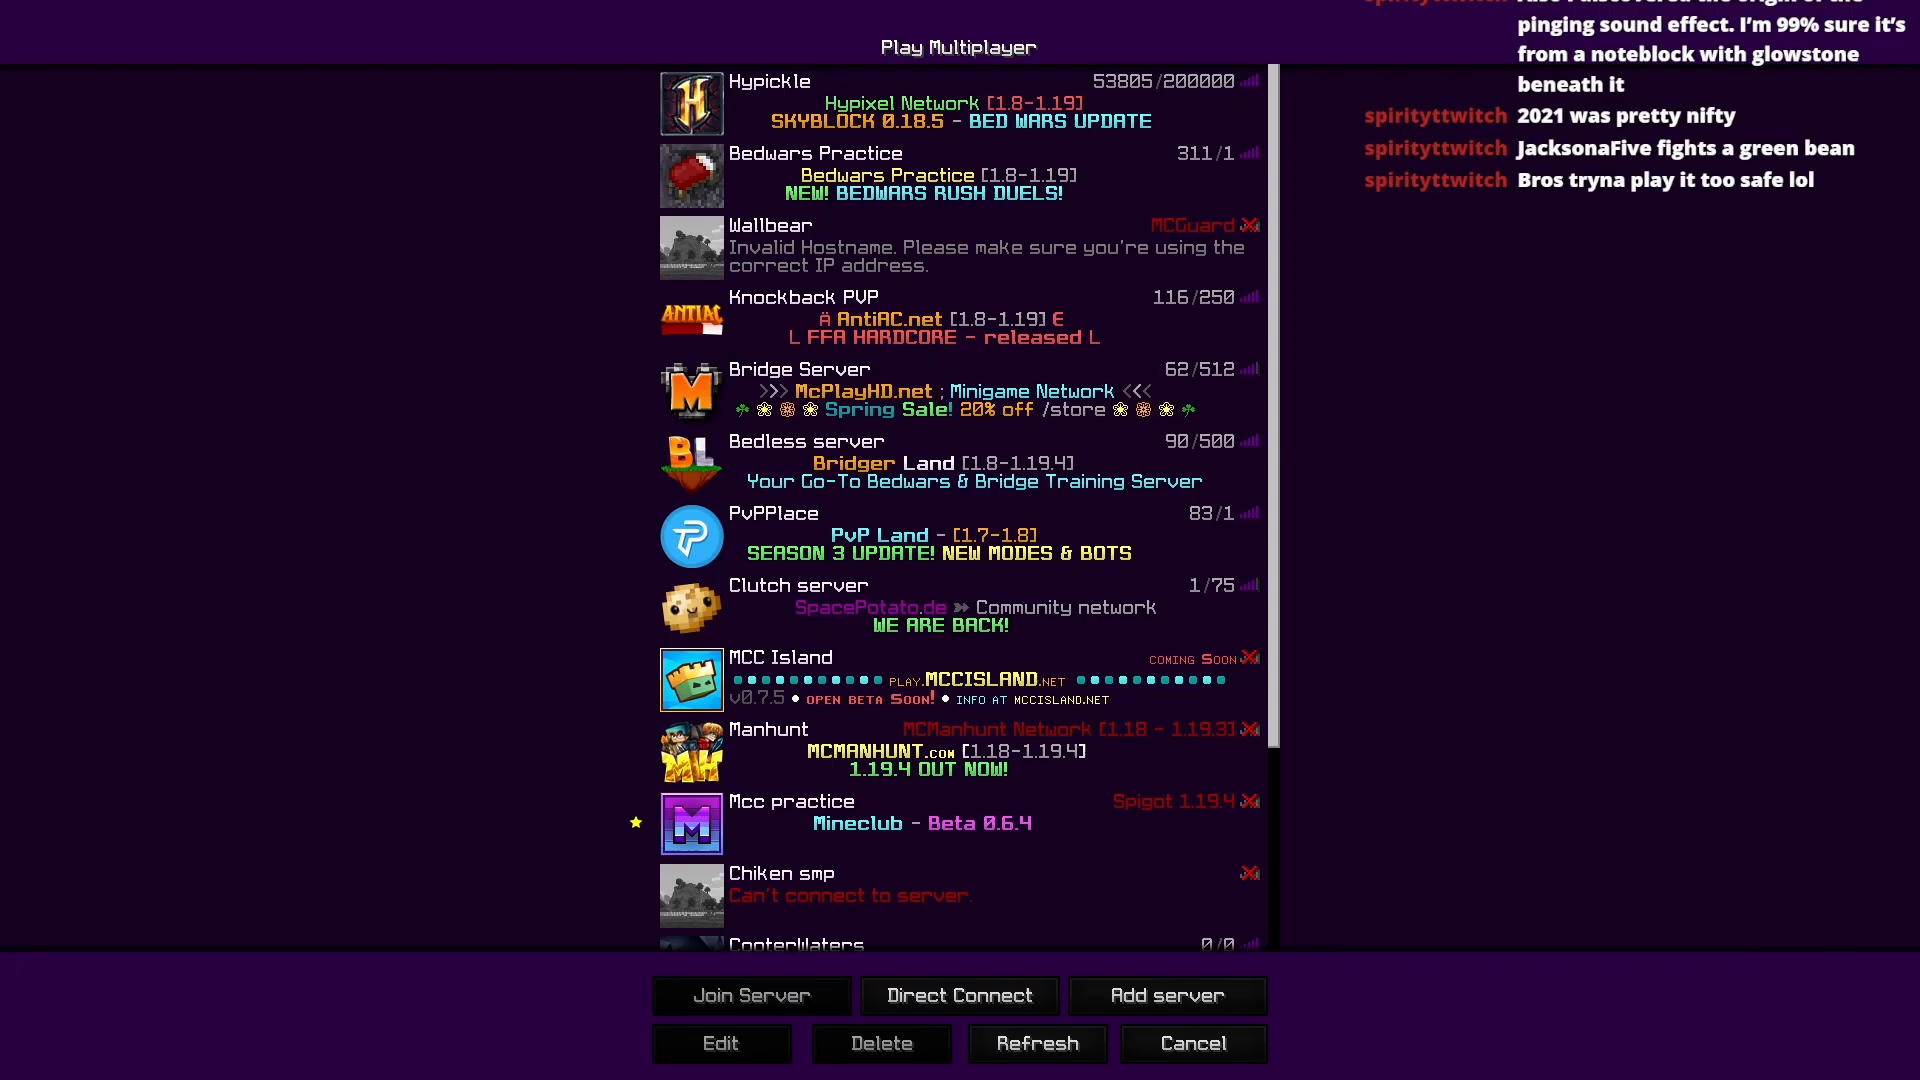 Play Multiplayer
Hypickle 53805/200000
Hypixel Network [1.8-1.19]
SKYBLOCK 0.18.5 - BED WARS UPDATE
Bedwars Practice 311/1
Bedwars Practice [1.8-1.19]
NEW! BEDWARS RUSH DUELS!
Wallbear MCGuard
Invalid Hostname. Please make sure you're using the
correct IP address.
ANTIAC
Knockback PVP 116/250
Ä AntiAC.net [1.8-1.19] E
L FFA HARDCORE - released L
Bridge Server 62/512
>>> McPlayHD.net ; Minigame Network <<<
☘ ❀ ❁ ❀ Spring Sale! 20% off /store ❀ ❁ ❀ ☘
BL
Bedless server 90/500
Bridger Land [1.8-1.19.4]
Your Go-To Bedwars & Bridge Training Server
PvPPlace 83/1
PvP Land - [1.7-1.8]
SEASON 3 UPDATE! NEW MODES & BOTS
Clutch server 1/75
SpacePotato.de » Community network
WE ARE BACK!
MCC Island COMING SOON
PLAY.MCCISLAND.NET
v0.7.5 • OPEN BETA SOON! • INFO AT MCCISLAND.NET
MH
Manhunt MCManhunt Network [1.18 - 1.19.3]
MCMANHUNT.COM [1.18-1.19.4]
1.19.4 OUT NOW!
Mcc practice Spigot 1.19.4
Mineclub - Beta 0.6.4
Chiken smp
Can't connect to server.
CooterWaters 0/0
Join Server Direct Connect Add server
Edit Delete Refresh Cancel
pinging sound effect. I'm 99% sure it's
from a noteblock with glowstone
beneath it
spirityttwitch 2021 was pretty nifty
spirityttwitch JacksonaFive fights a green bean
spirityttwitch Bros tryna play it too safe lol